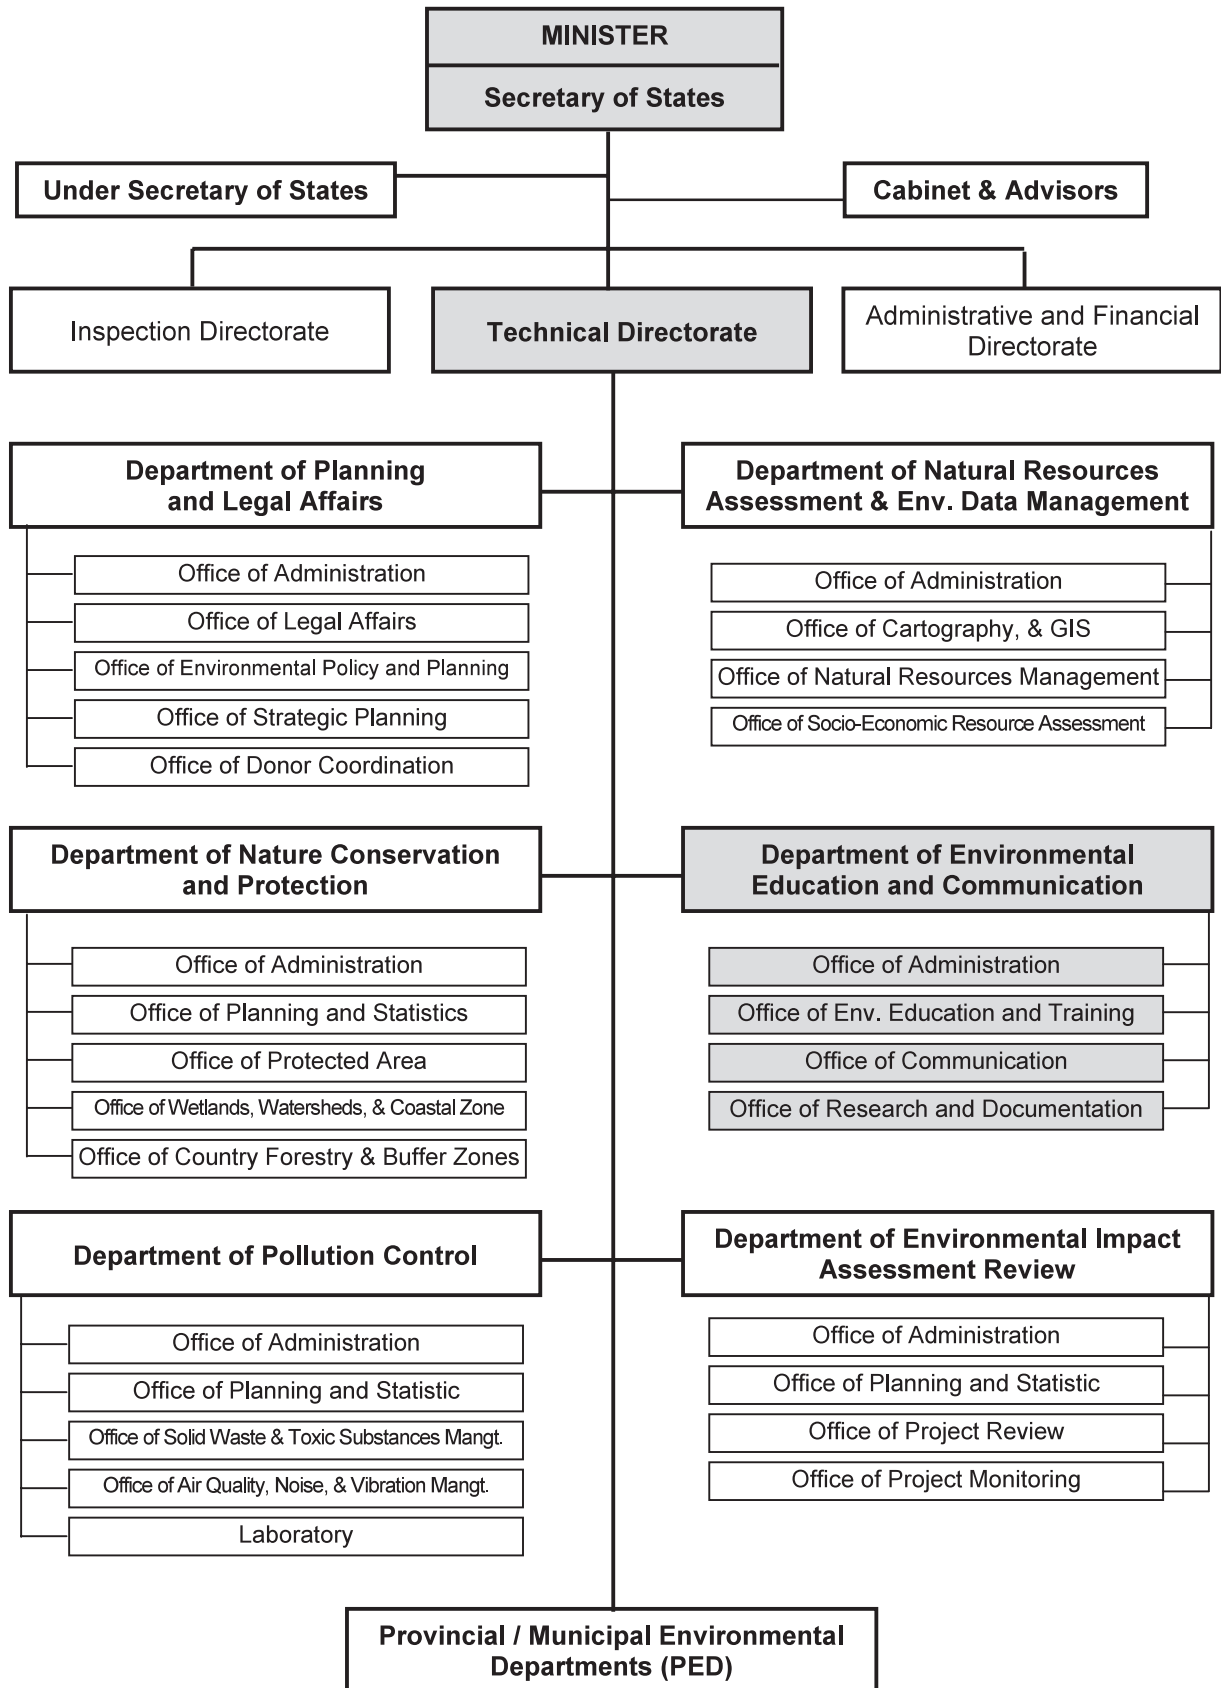 MINISTER
Secretary of States
Under Secretary of States
Cabinet & Advisors
Inspection Directorate
Technical Directorate
Administrative and Financial
Directorate
Department of Planning
and Legal Affairs
Office of Administration
Office of Legal Affairs
Office of Environmental Policy and Planning
Office of Strategic Planning
Office of Donor Coordination
Department of Natural Resources
Assessment & Env. Data Management
Office of Administration
Office of Cartography, & GIS
Office of Natural Resources Management
Office of Socio-Economic Resource Assessment
Department of Nature Conservation
and Protection
Office of Administration
Office of Planning and Statistics
Office of Protected Area
Office of Wetlands, Watersheds, & Coastal Zone
Office of Country Forestry & Buffer Zones
Department of Environmental
Education and Communication
Office of Administration
Office of Env. Education and Training
Office of Communication
Office of Research and Documentation
Department of Pollution Control
Office of Administration
Office of Planning and Statistic
Office of Solid Waste & Toxic Substances Mangt.
Office of Air Quality, Noise, & Vibration Mangt.
Laboratory
Department of Environmental Impact
Assessment Review
Office of Administration
Office of Planning and Statistic
Office of Project Review
Office of Project Monitoring
Provincial / Municipal Environmental
Departments (PED)